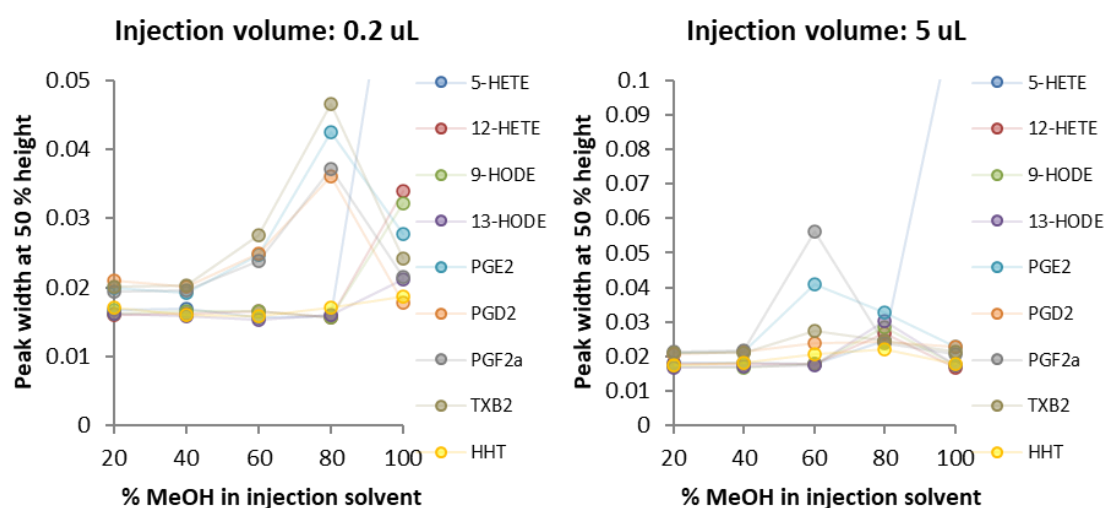 Injection volume: 0.2 uL
Peak width at 50 % height
0.05
0.04
0.03
0.02
0.01
0
20 40 60 80 100
% MeOH in injection solvent
5-HETE
12-HETE
9-HODE
13-HODE
PGE2
PGD2
PGF2a
TXB2
HHT
Injection volume: 5 uL
Peak width at 50 % height
0.1
0.09
0.08
0.07
0.06
0.05
0.04
0.03
0.02
0.01
0
20 40 60 80 100
% MeOH in injection solvent
5-HETE
12-HETE
9-HODE
13-HODE
PGE2
PGD2
PGF2a
TXB2
HHT